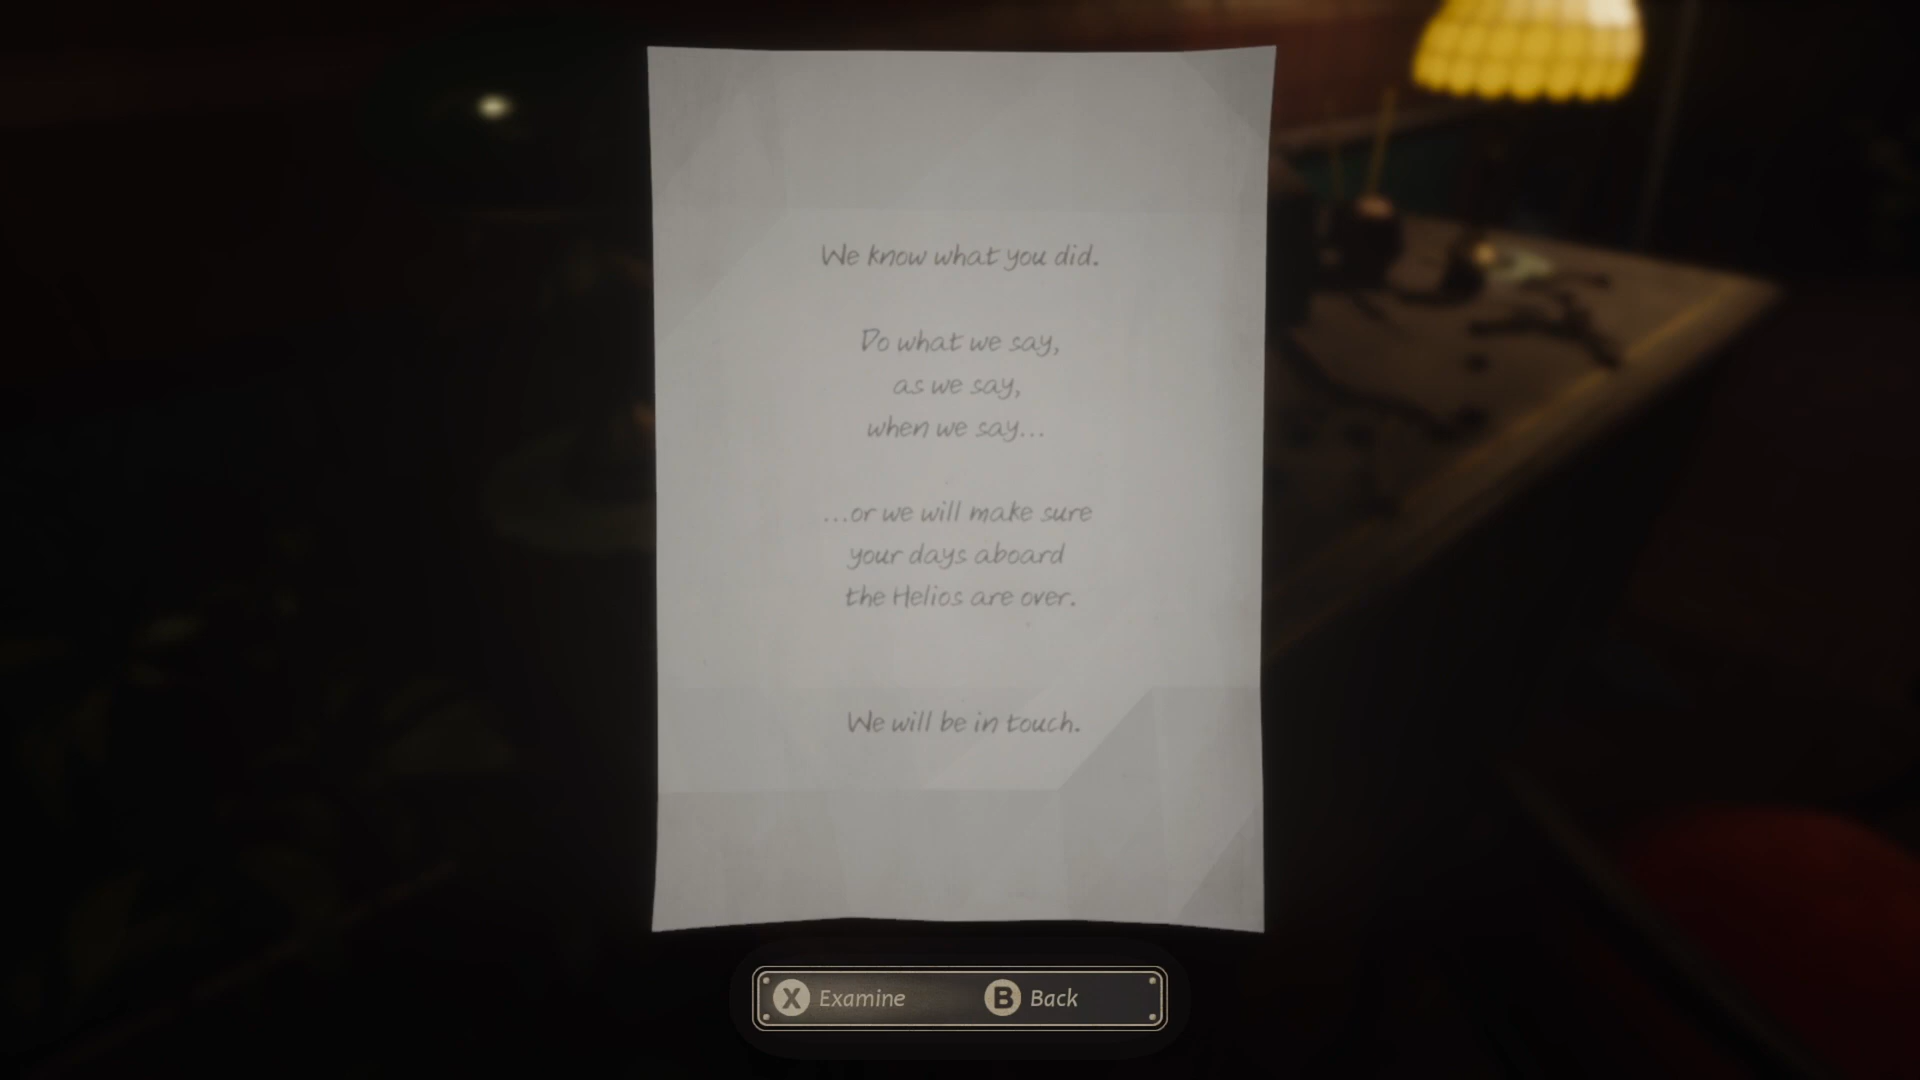 We know what you did.
Do what we say,
as we say,
when we say...
...or we will make sure
your days aboard
the Helios are over.
We will be in touch.
X Examine B Back